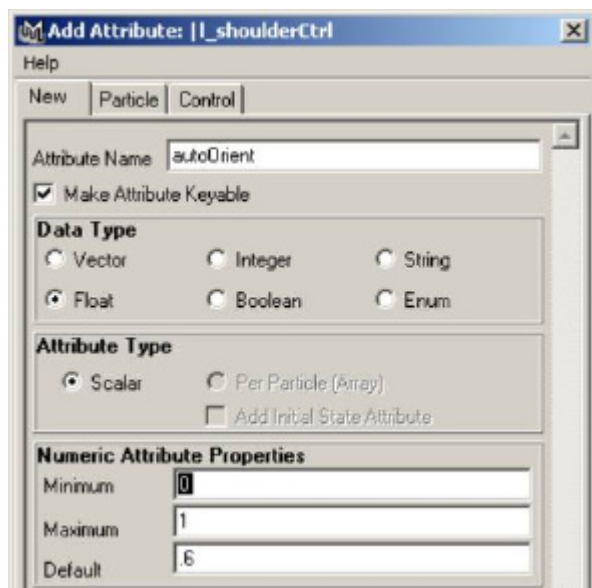 Add Attribute: |l_shoulderCtrl
Help
New Particle Control
Attribute Name autoOrient
Make Attribute Keyable
Data Type
Vector Integer String
Float Boolean Enum
Attribute Type
Scalar Per Particle (Array)
Add Initial State Attribute
Numeric Attribute Properties
Minimum 0
Maximum 1
Default .6